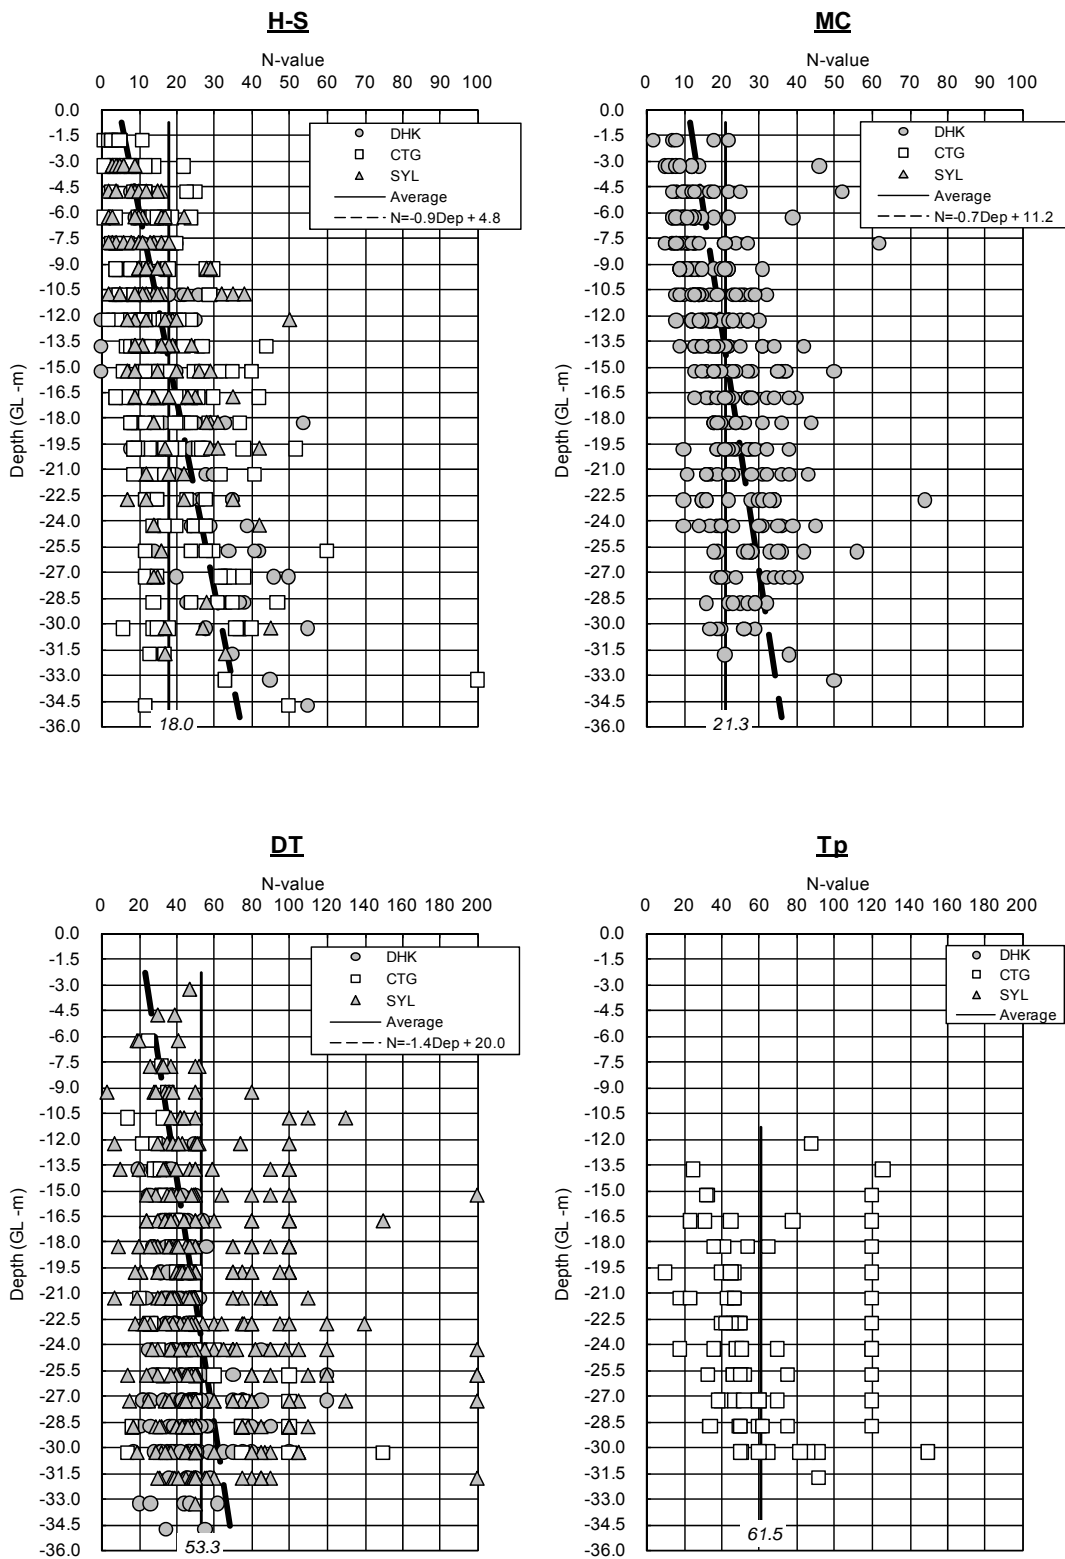 H-S
N-value
0 10 20 30 40 50 60 70 80 90 100
0.0
-1.5
-3.0
-4.5
-6.0
-7.5
-9.0
-10.5
-12.0
-13.5
-15.0
-16.5
-18.0
-19.5
-21.0
-22.5
-24.0
-25.5
-27.0
-28.5
-30.0
-31.5
-33.0
-34.5
-36.0
Depth (GL -m)
DHK
CTG
SYL
Average
N=-0.9Dep + 4.8
18.0
MC
N-value
0 10 20 30 40 50 60 70 80 90 100
0.0
-1.5
-3.0
-4.5
-6.0
-7.5
-9.0
-10.5
-12.0
-13.5
-15.0
-16.5
-18.0
-19.5
-21.0
-22.5
-24.0
-25.5
-27.0
-28.5
-30.0
-31.5
-33.0
-34.5
-36.0
Depth (GL -m)
DHK
CTG
SYL
Average
N=-0.7Dep + 11.2
21.3
DT
N-value
0 20 40 60 80 100 120 140 160 180 200
0.0
-1.5
-3.0
-4.5
-6.0
-7.5
-9.0
-10.5
-12.0
-13.5
-15.0
-16.5
-18.0
-19.5
-21.0
-22.5
-24.0
-25.5
-27.0
-28.5
-30.0
-31.5
-33.0
-34.5
-36.0
Depth (GL -m)
DHK
CTG
SYL
Average
N=-1.4Dep + 20.0
53.3
Tp
N-value
0 20 40 60 80 100 120 140 160 180 200
0.0
-1.5
-3.0
-4.5
-6.0
-7.5
-9.0
-10.5
-12.0
-13.5
-15.0
-16.5
-18.0
-19.5
-21.0
-22.5
-24.0
-25.5
-27.0
-28.5
-30.0
-31.5
-33.0
-34.5
-36.0
Depth (GL -m)
DHK
CTG
SYL
Average
61.5